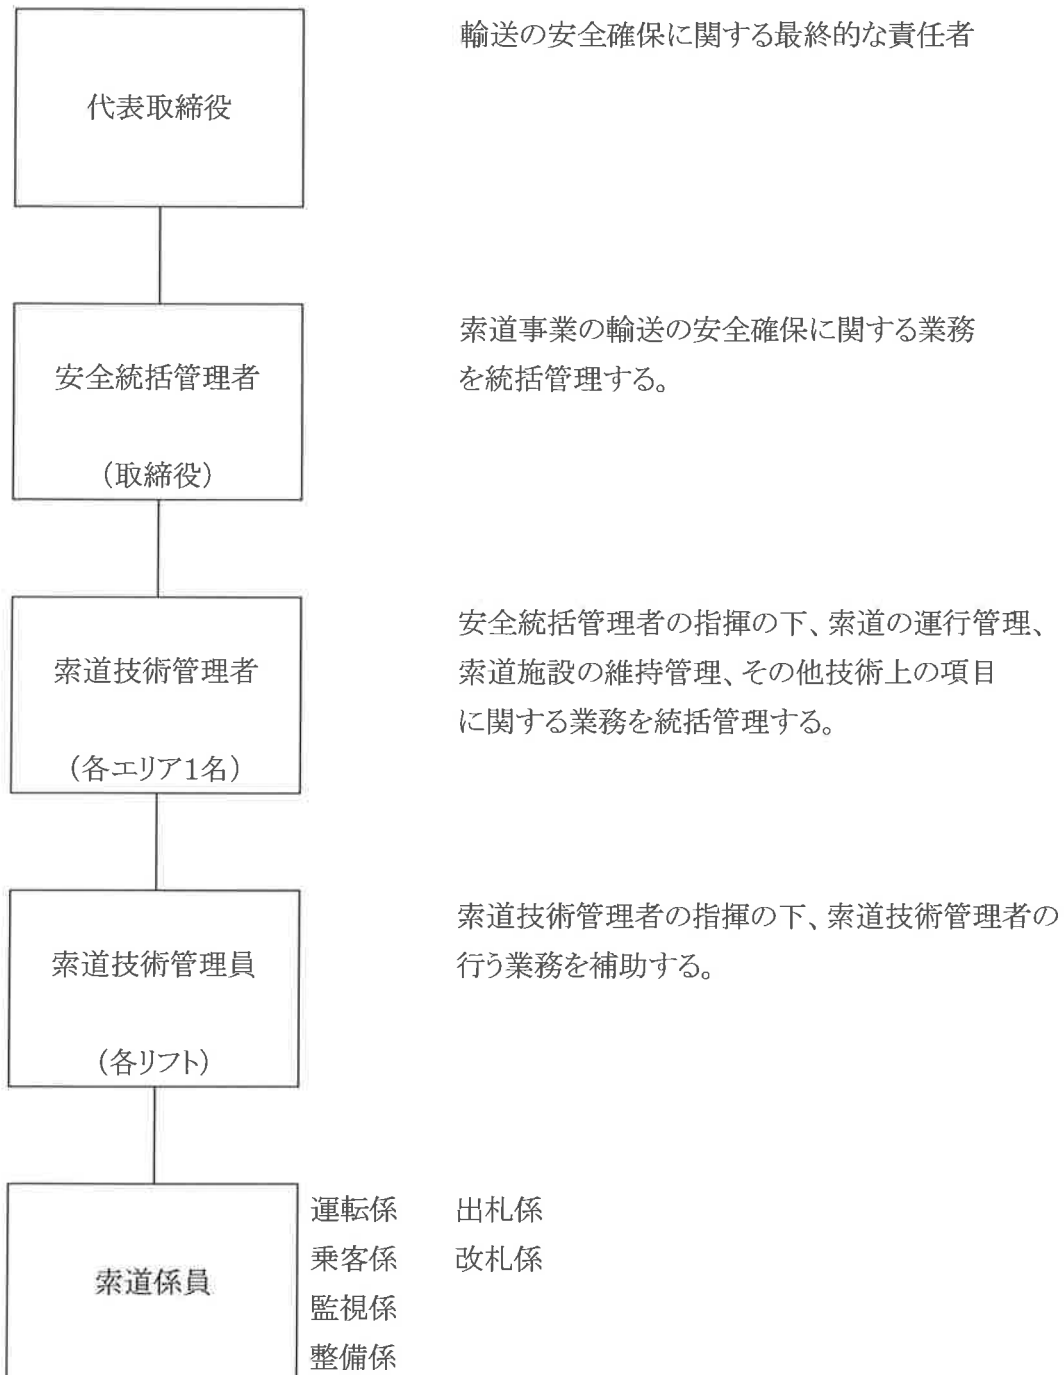 輸送の安全確保に関する最終的な責任者
代表取締役
索道事業の輸送の安全確保に関する業務
を統括管理する。
安全統括管理者
（取締役）
安全統括管理者の指揮の下、索道の運行管理、
索道施設の維持管理、その他技術上の項目
に関する業務を統括管理する。
索道技術管理者
（各エリア1名）
索道技術管理者の指揮の下、索道技術管理者の
行う業務を補助する。
索道技術管理員
（各リフト）
運転係 出札係
乗客係 改札係
索道係員
監視係
整備係